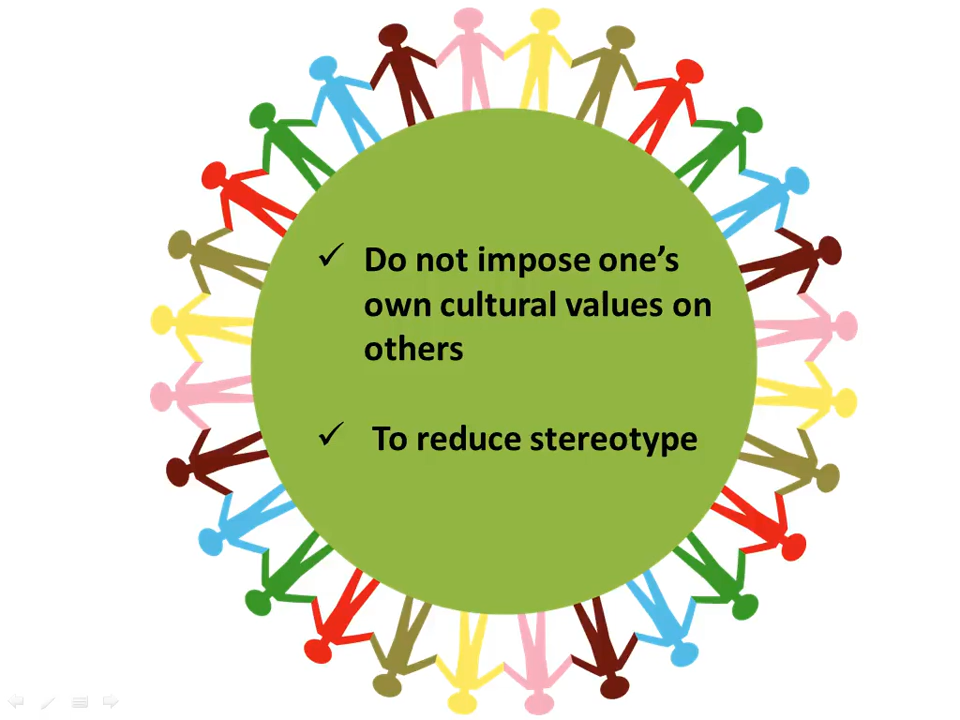 ✓ Do not impose one’s
own cultural values on
others
✓ To reduce stereotype